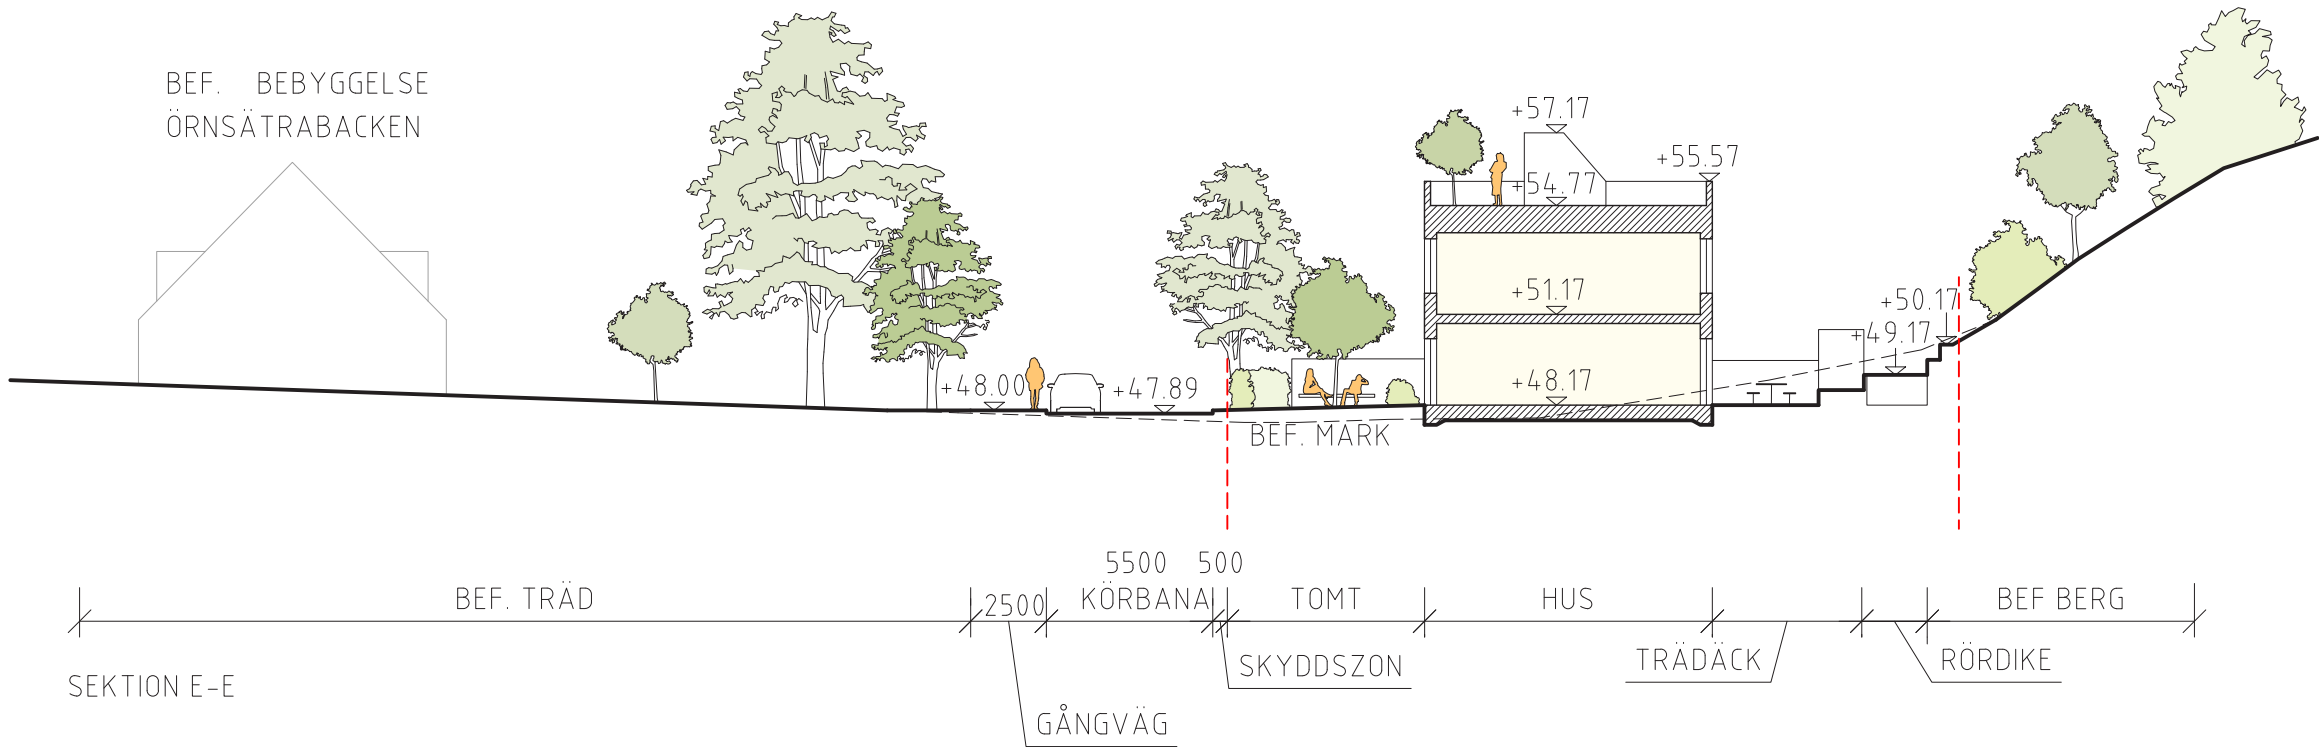 BEF. BEBYGGELSE
ÖRNSÄTRABACKEN
+57.17
+55.57
+54.77
+51.17
+50.17
+49.17
+48.00
+47.89
+48.17
BEF. MARK
5500 500
BEF. TRÄD 2500 KÖRBANA TOMT HUS BEF BERG
SKYDDSZON TRÄDÄCK RÖRDIKE
SEKTION E-E
GÅNGVÄG